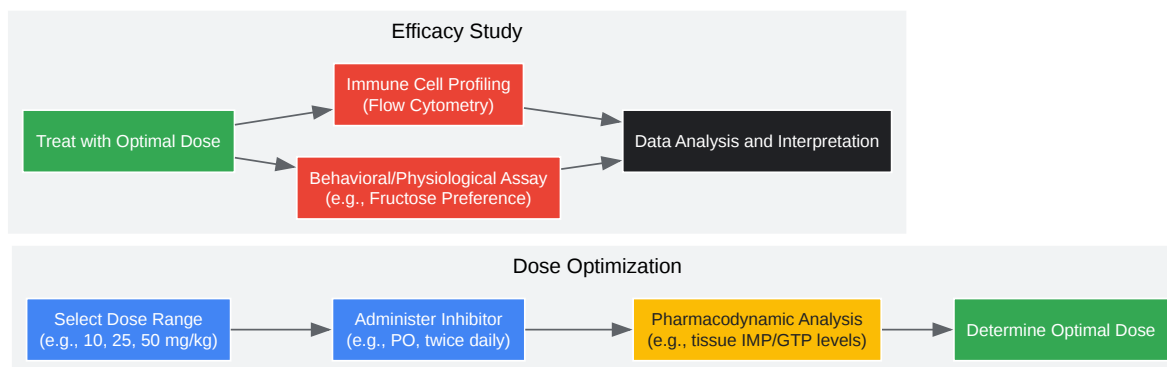 Efficacy Study
Treat with Optimal Dose
Immune Cell Profiling
(Flow Cytometry)
Behavioral/Physiological Assay
(e.g., Fructose Preference)
Data Analysis and Interpretation
Dose Optimization
Select Dose Range
(e.g., 10, 25, 50 mg/kg)
Administer Inhibitor
(e.g., PO, twice daily)
Pharmacodynamic Analysis
(e.g., tissue IMP/GTP levels)
Determine Optimal Dose